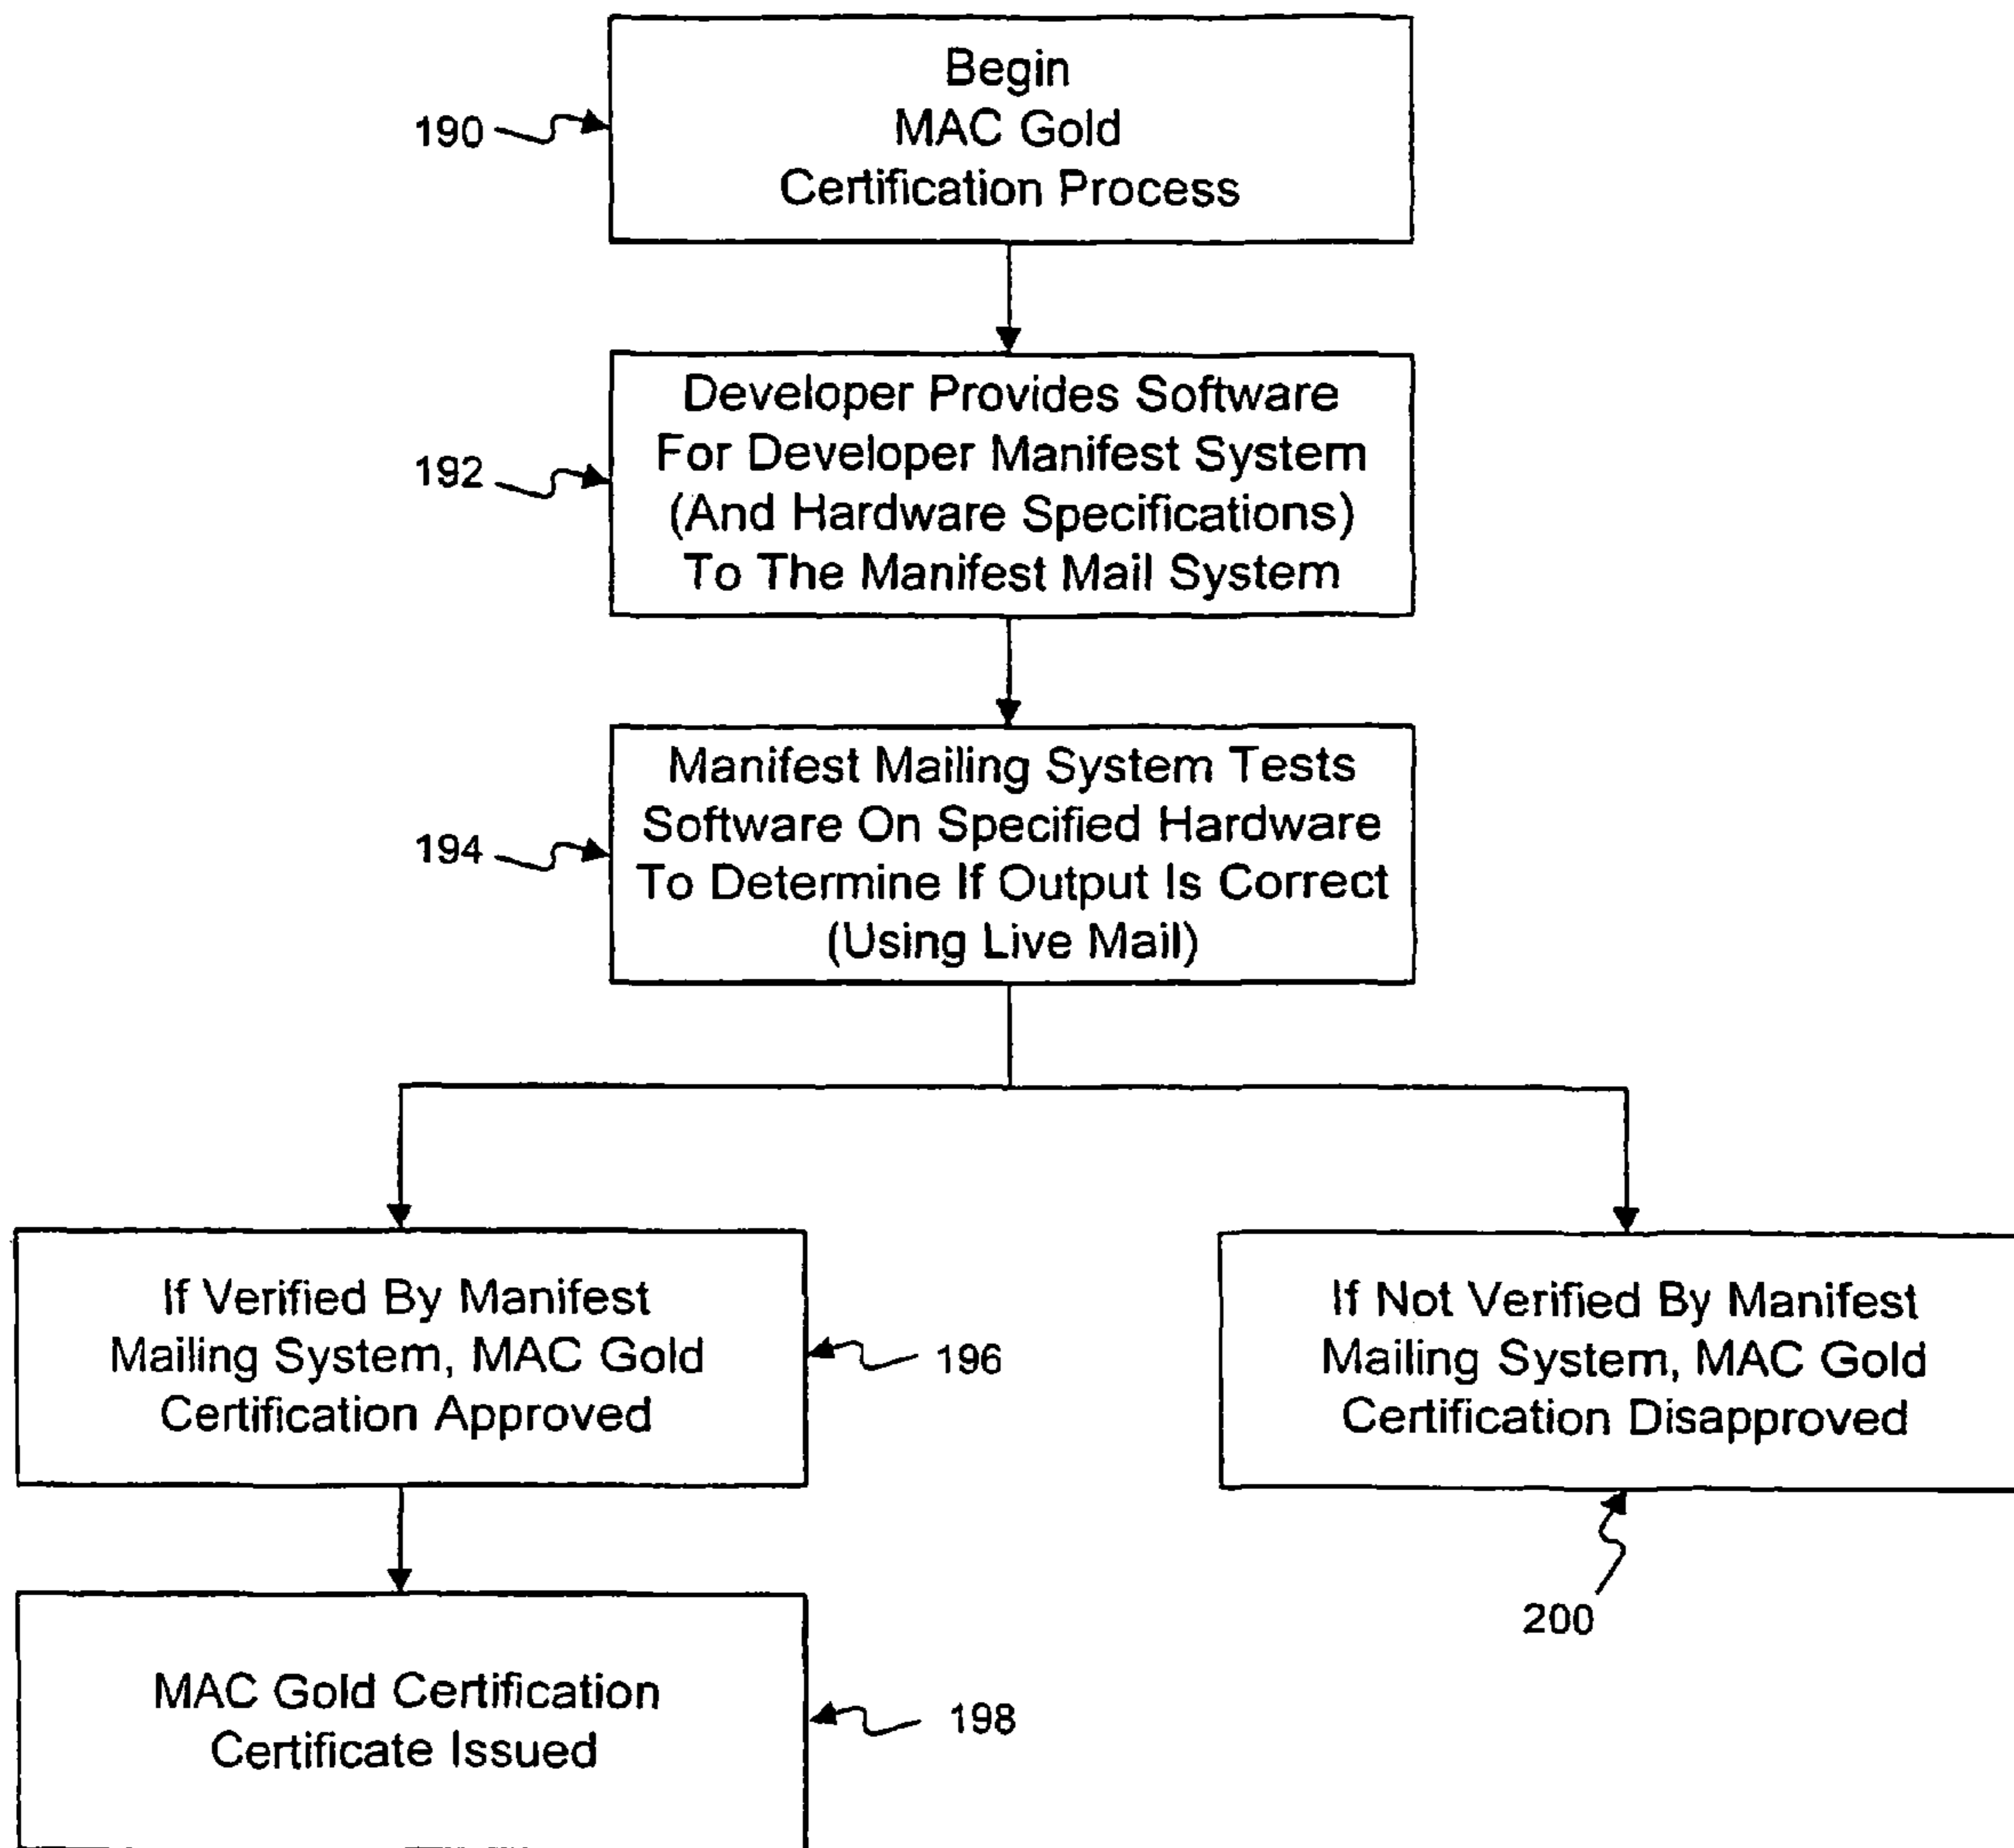 Begin
MAC Gold
Certification Process
190
Developer Provides Software
For Developer Manifest System
(And Hardware Specifications)
To The Manifest Mail System
192
Manifest Mailing System Tests
Software On Specified Hardware
To Determine If Output Is Correct
(Using Live Mail)
194
If Verified By Manifest
Mailing System, MAC Gold
Certification Approved
196
If Not Verified By Manifest
Mailing System, MAC Gold
Certification Disapproved
200
MAC Gold Certification
Certificate Issued
198